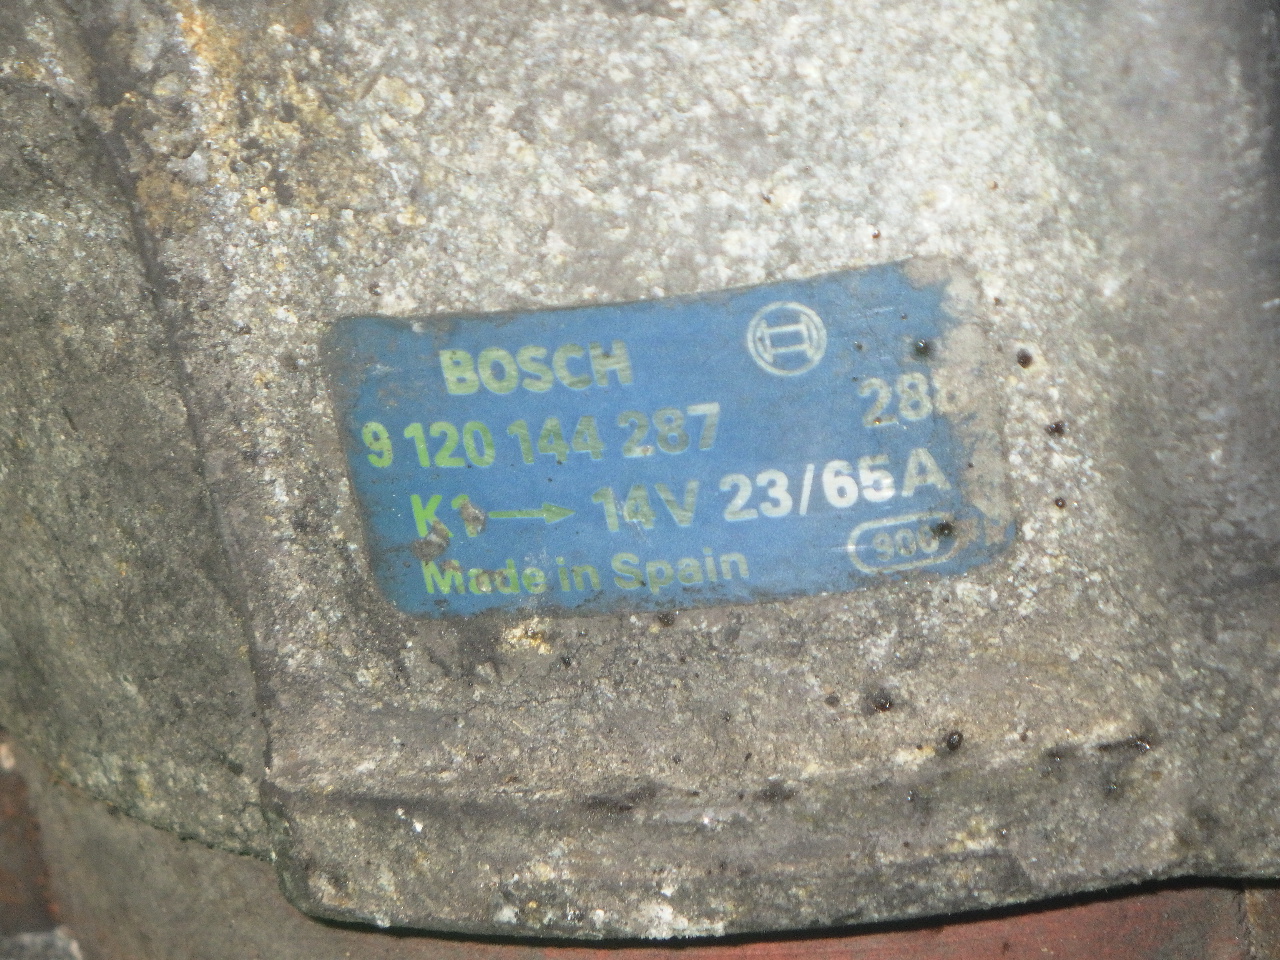 BOSCH
9 120 144 287
K1 → 14V 23/65A
Made in Spain